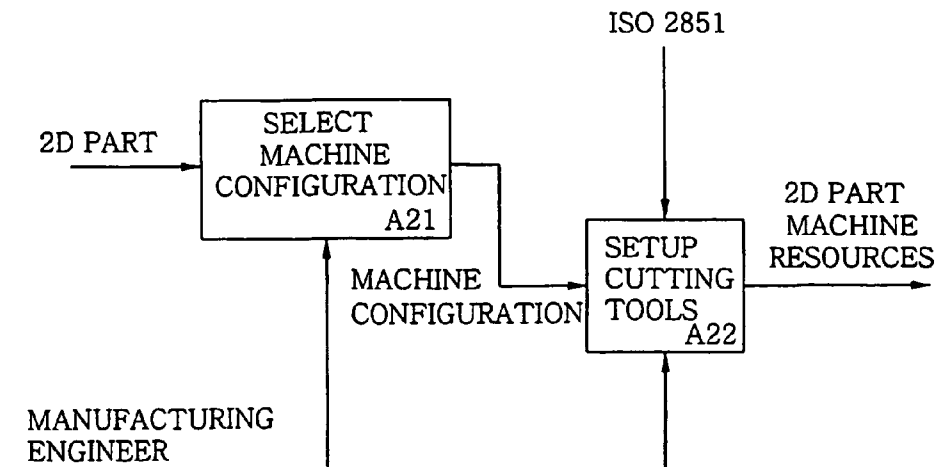 ISO 2851
2D PART
SELECT
MACHINE
CONFIGURATION
A21
2D PART
MACHINE
RESOURCES
SETUP
CUTTING
TOOLS
A22
MACHINE
CONFIGURATION
MANUFACTURING
ENGINEER